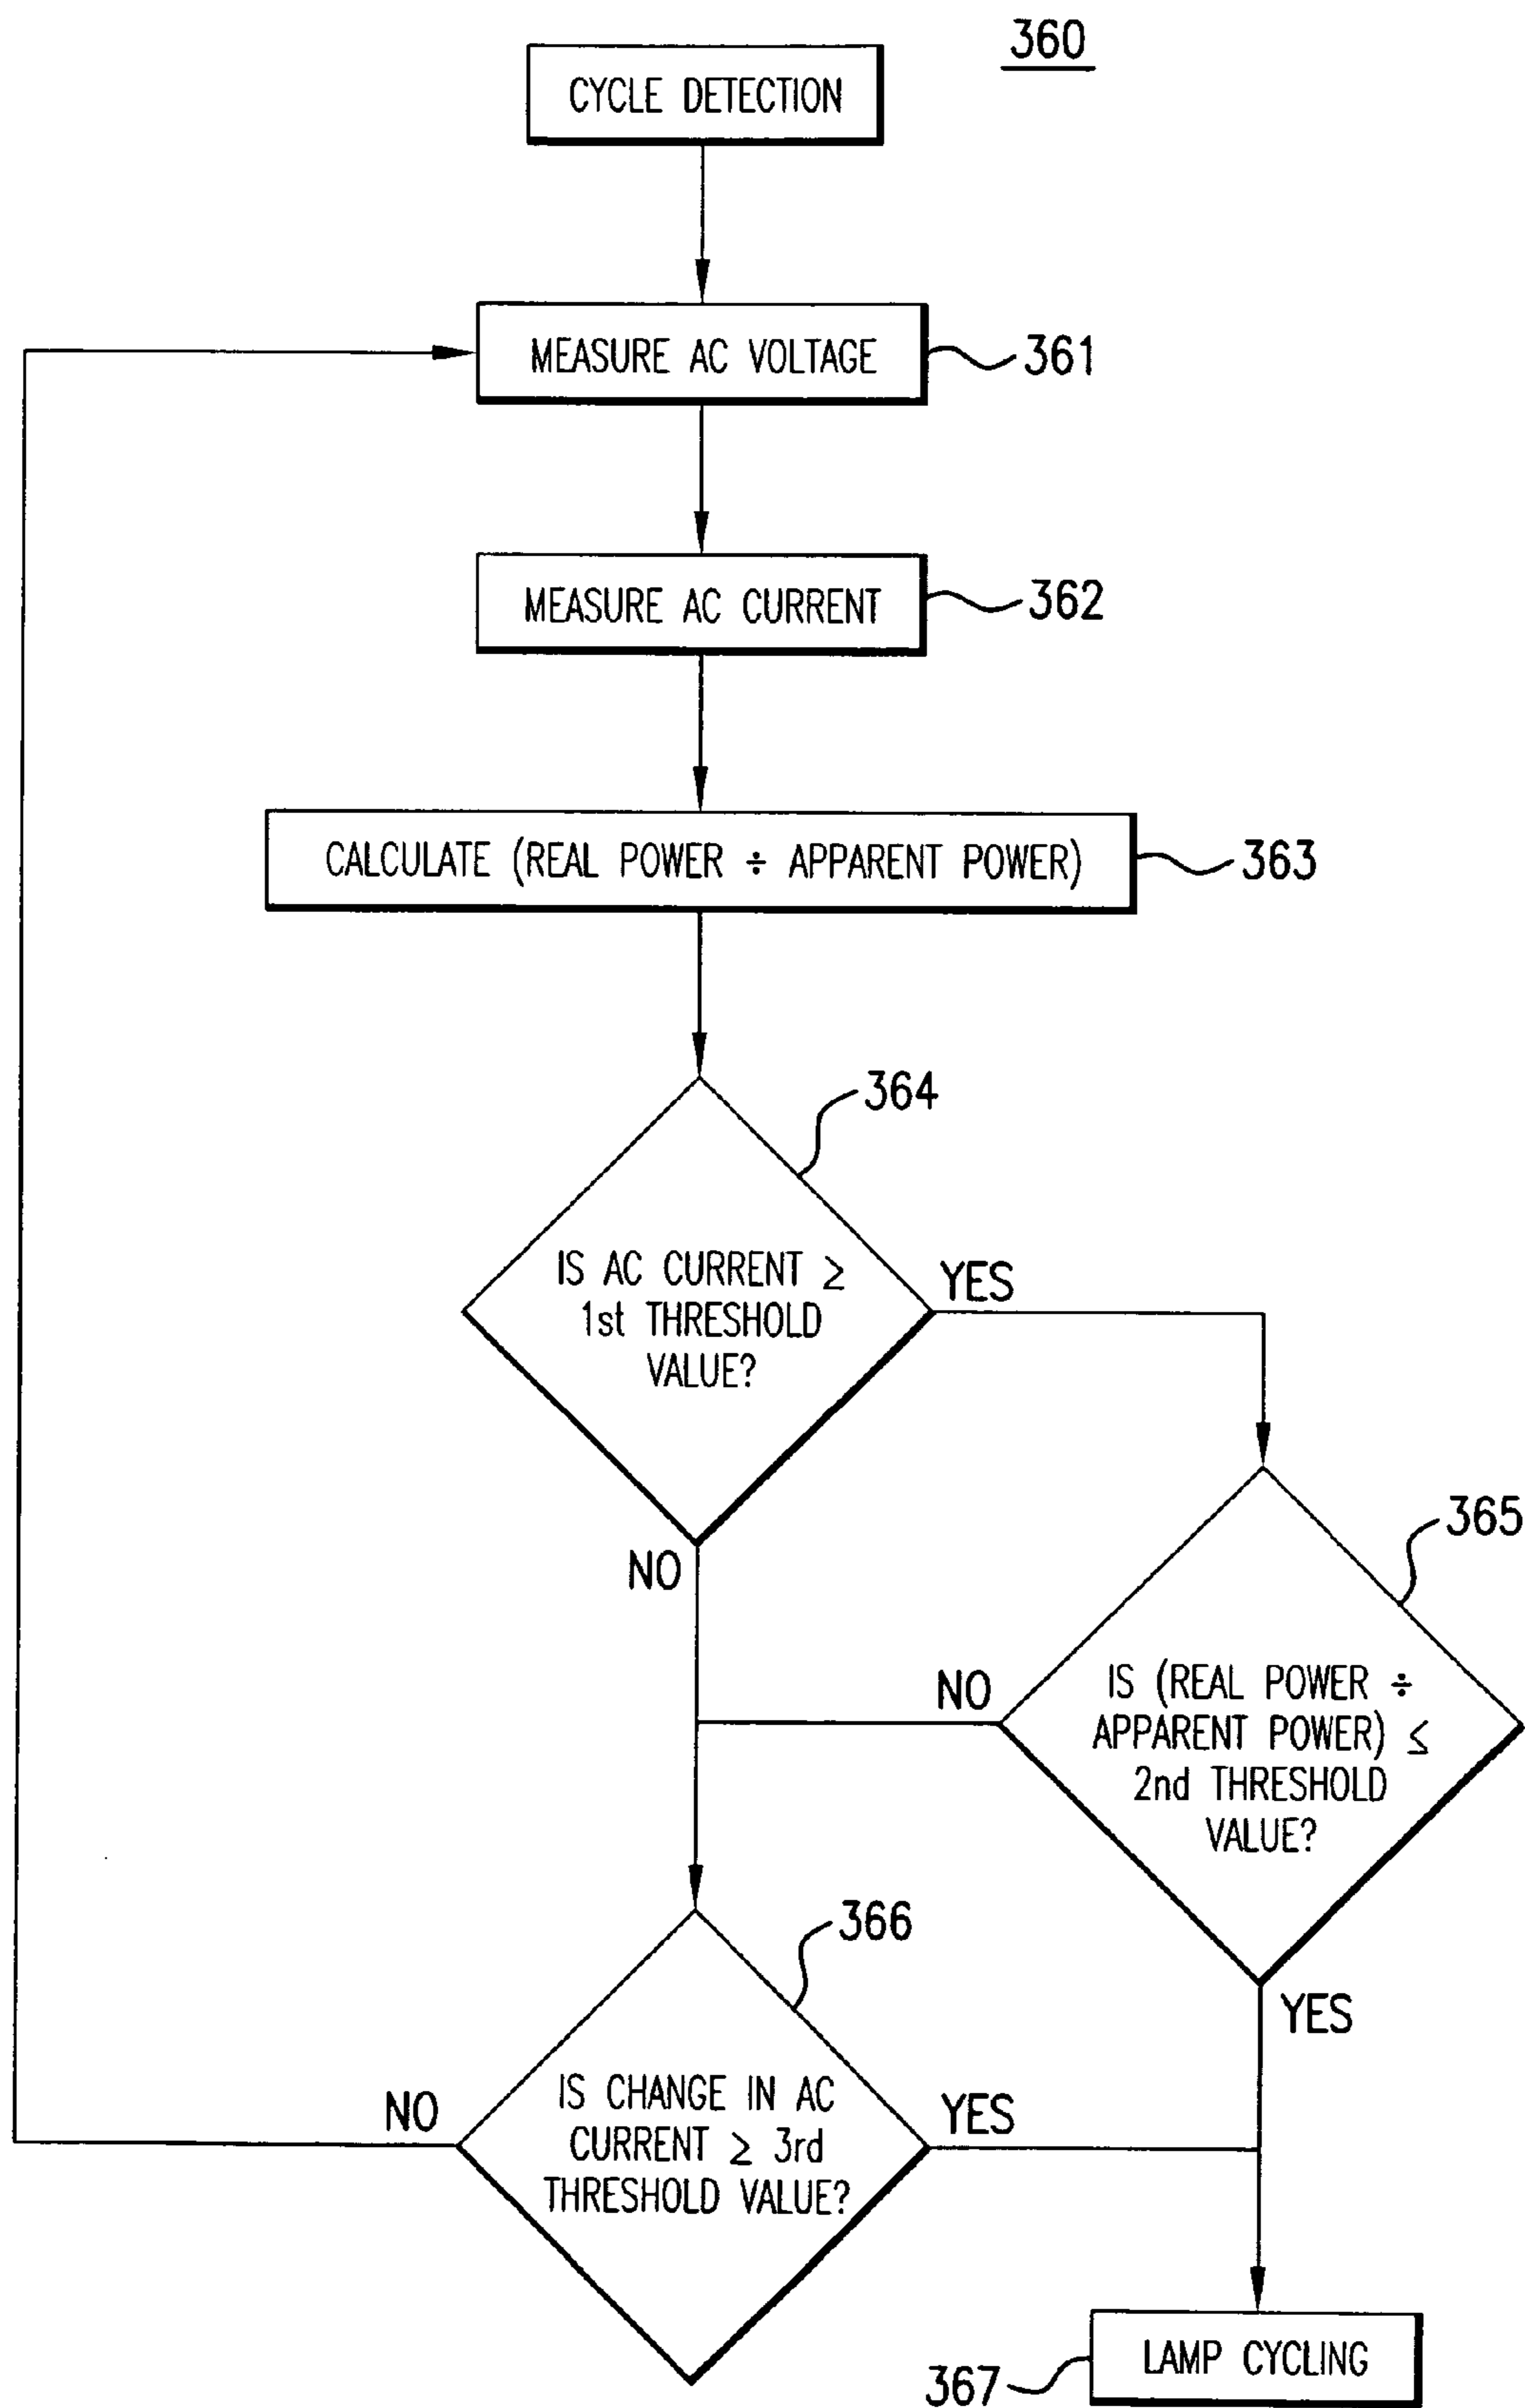 360
CYCLE DETECTION
MEASURE AC VOLTAGE
361
MEASURE AC CURRENT
362
CALCULATE (REAL POWER ÷ APPARENT POWER)
363
364
IS AC CURRENT ≥
1st THRESHOLD
VALUE?
YES
NO
365
IS (REAL POWER ÷
APPARENT POWER) ≤
2nd THRESHOLD
VALUE?
NO
YES
366
IS CHANGE IN AC
CURRENT ≥ 3rd
THRESHOLD VALUE?
NO
YES
LAMP CYCLING
367